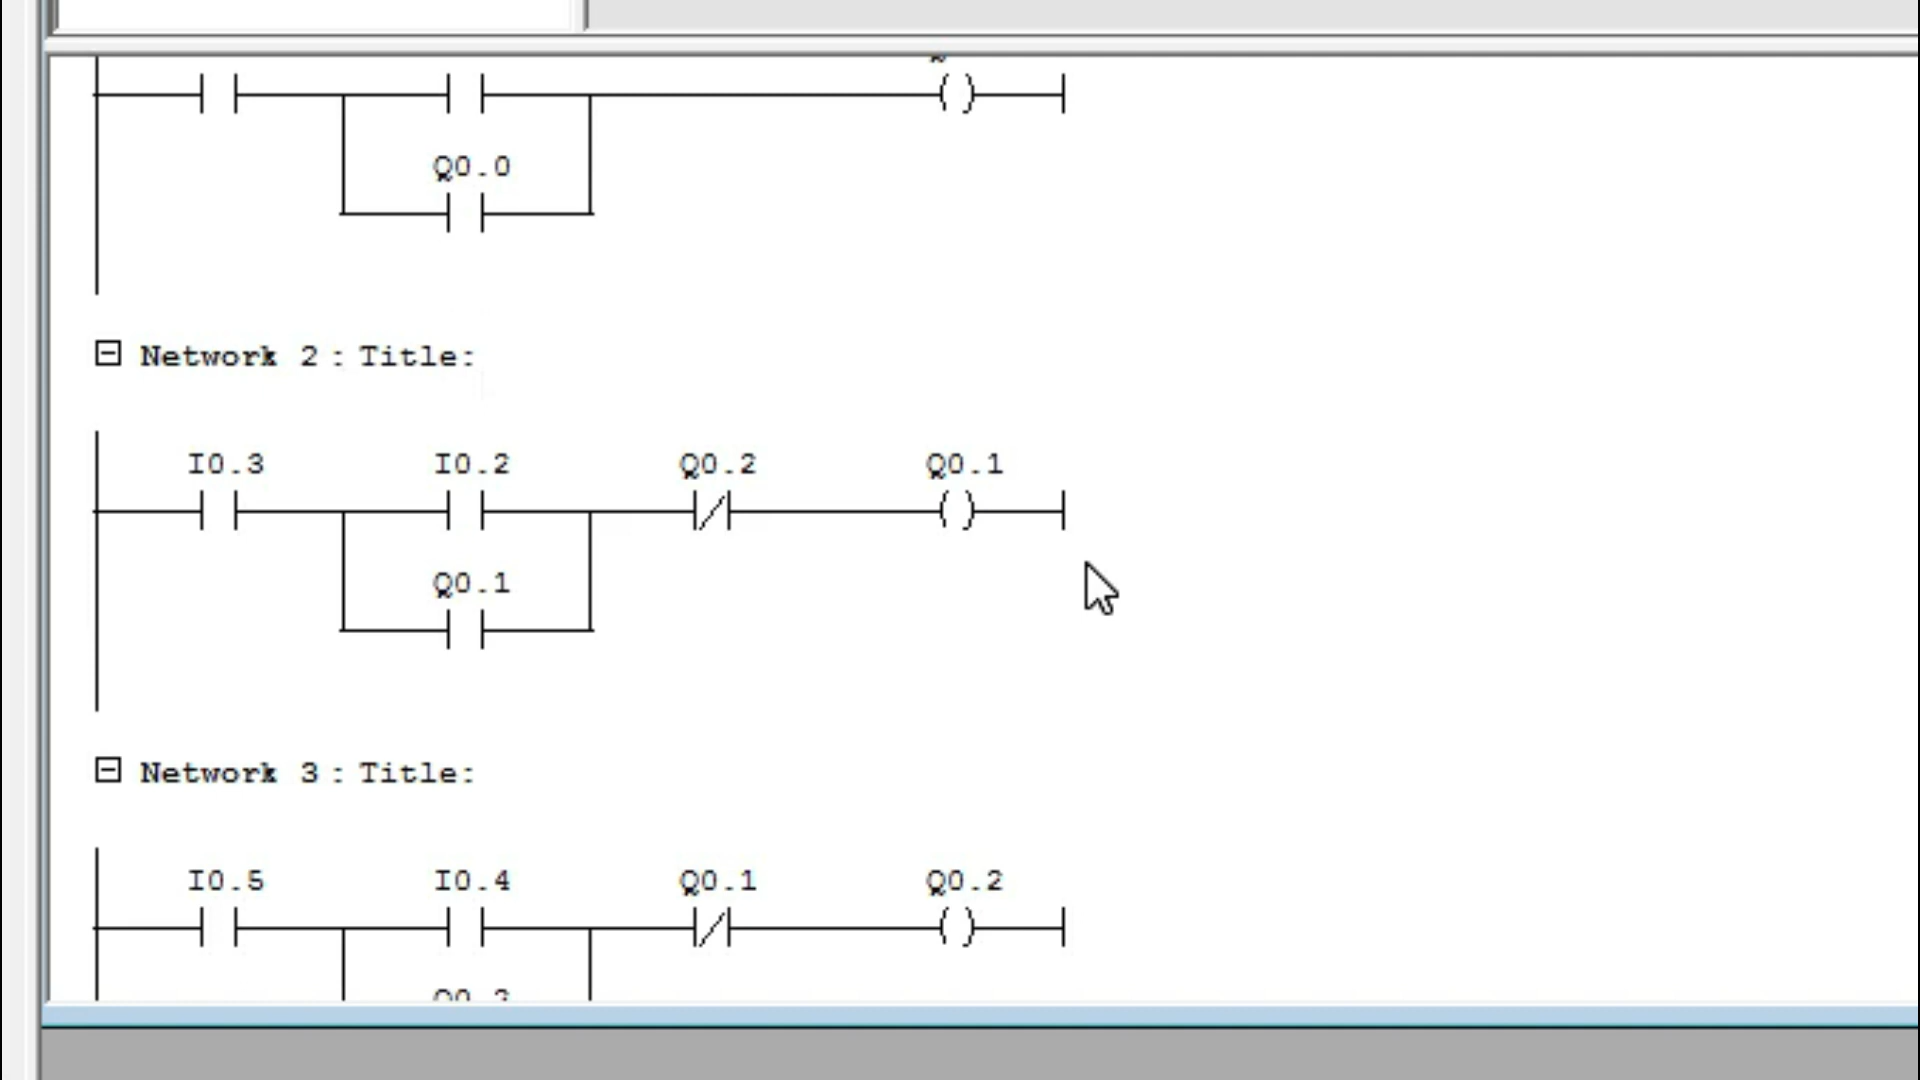 Q0.0
Network 2 : Title:
I0.3 I0.2 Q0.2 Q0.1
Q0.1
Network 3 : Title:
I0.5 I0.4 Q0.1 Q0.2